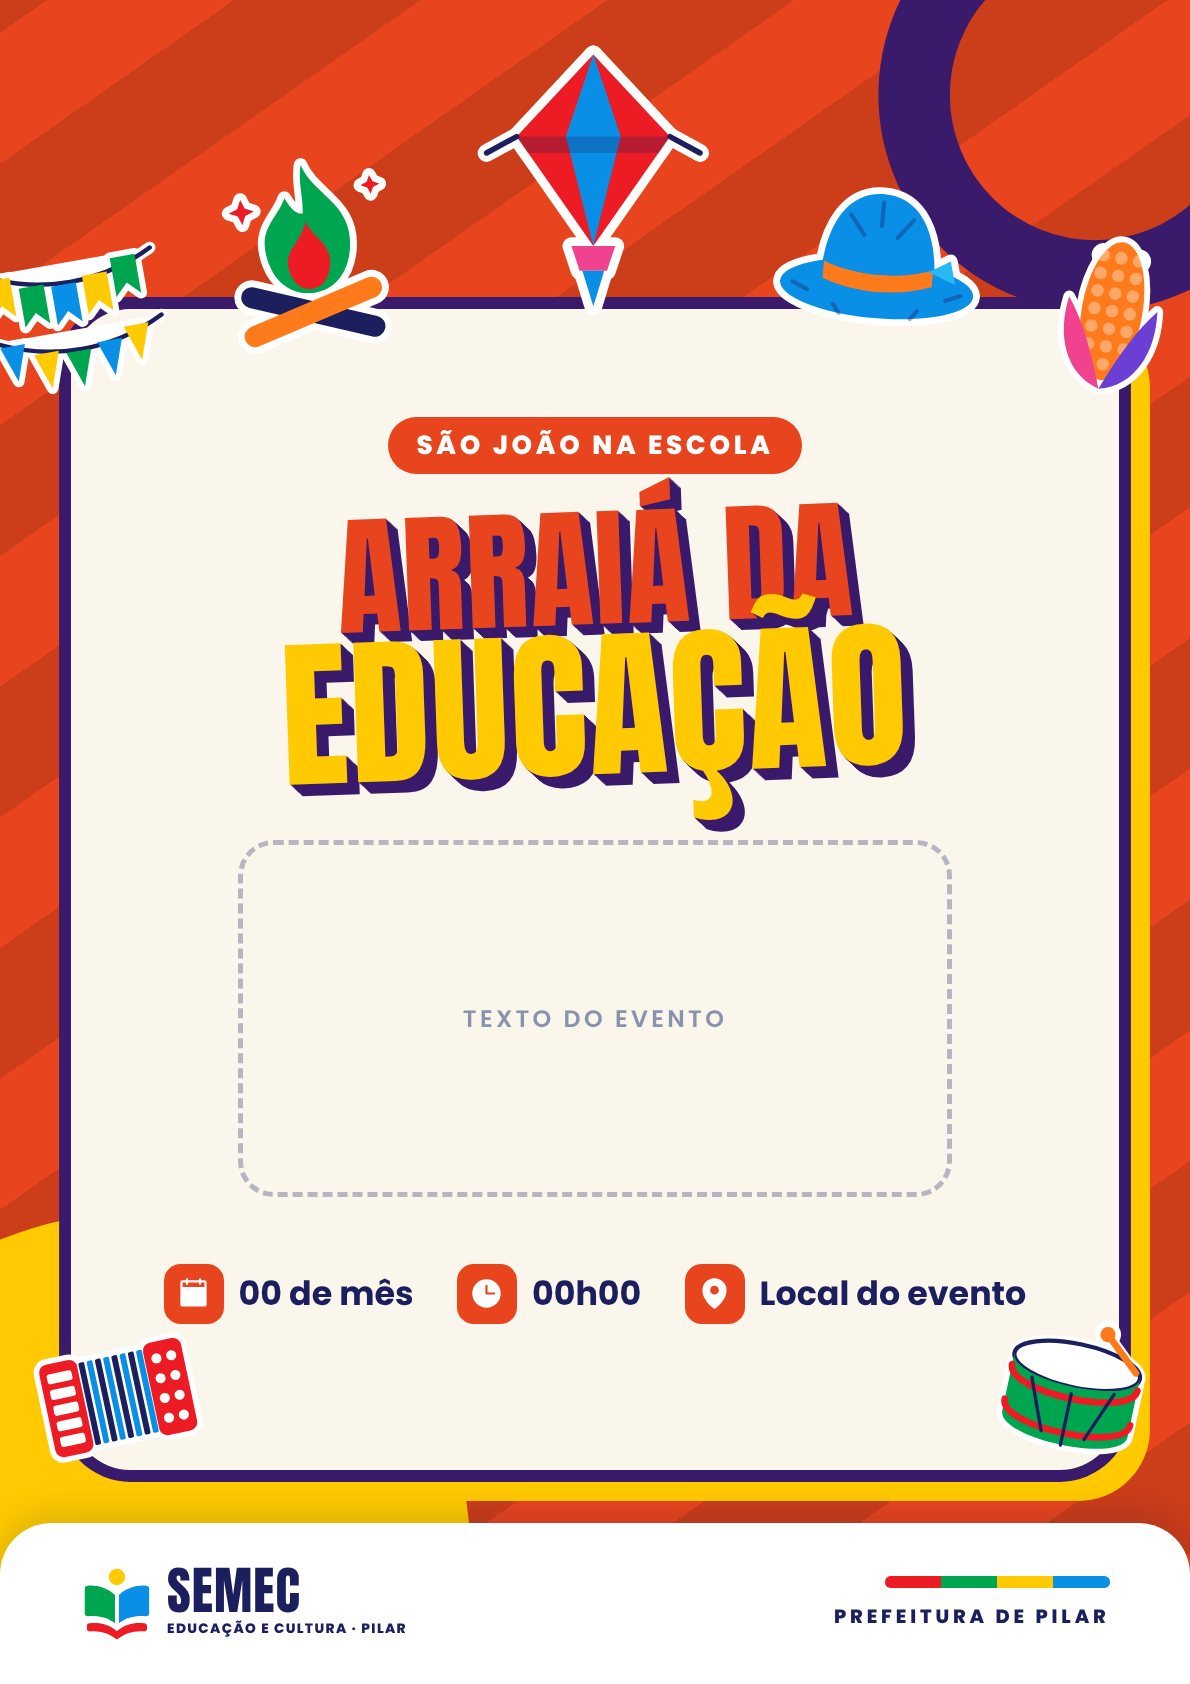 SÃO JOÃO NA ESCOLA
ARRAIÁ DA
EDUCAÇÃO
TEXTO DO EVENTO
00 de mês 00h00 Local do evento
SEMEC
EDUCAÇÃO E CULTURA · PILAR
PREFEITURA DE PILAR